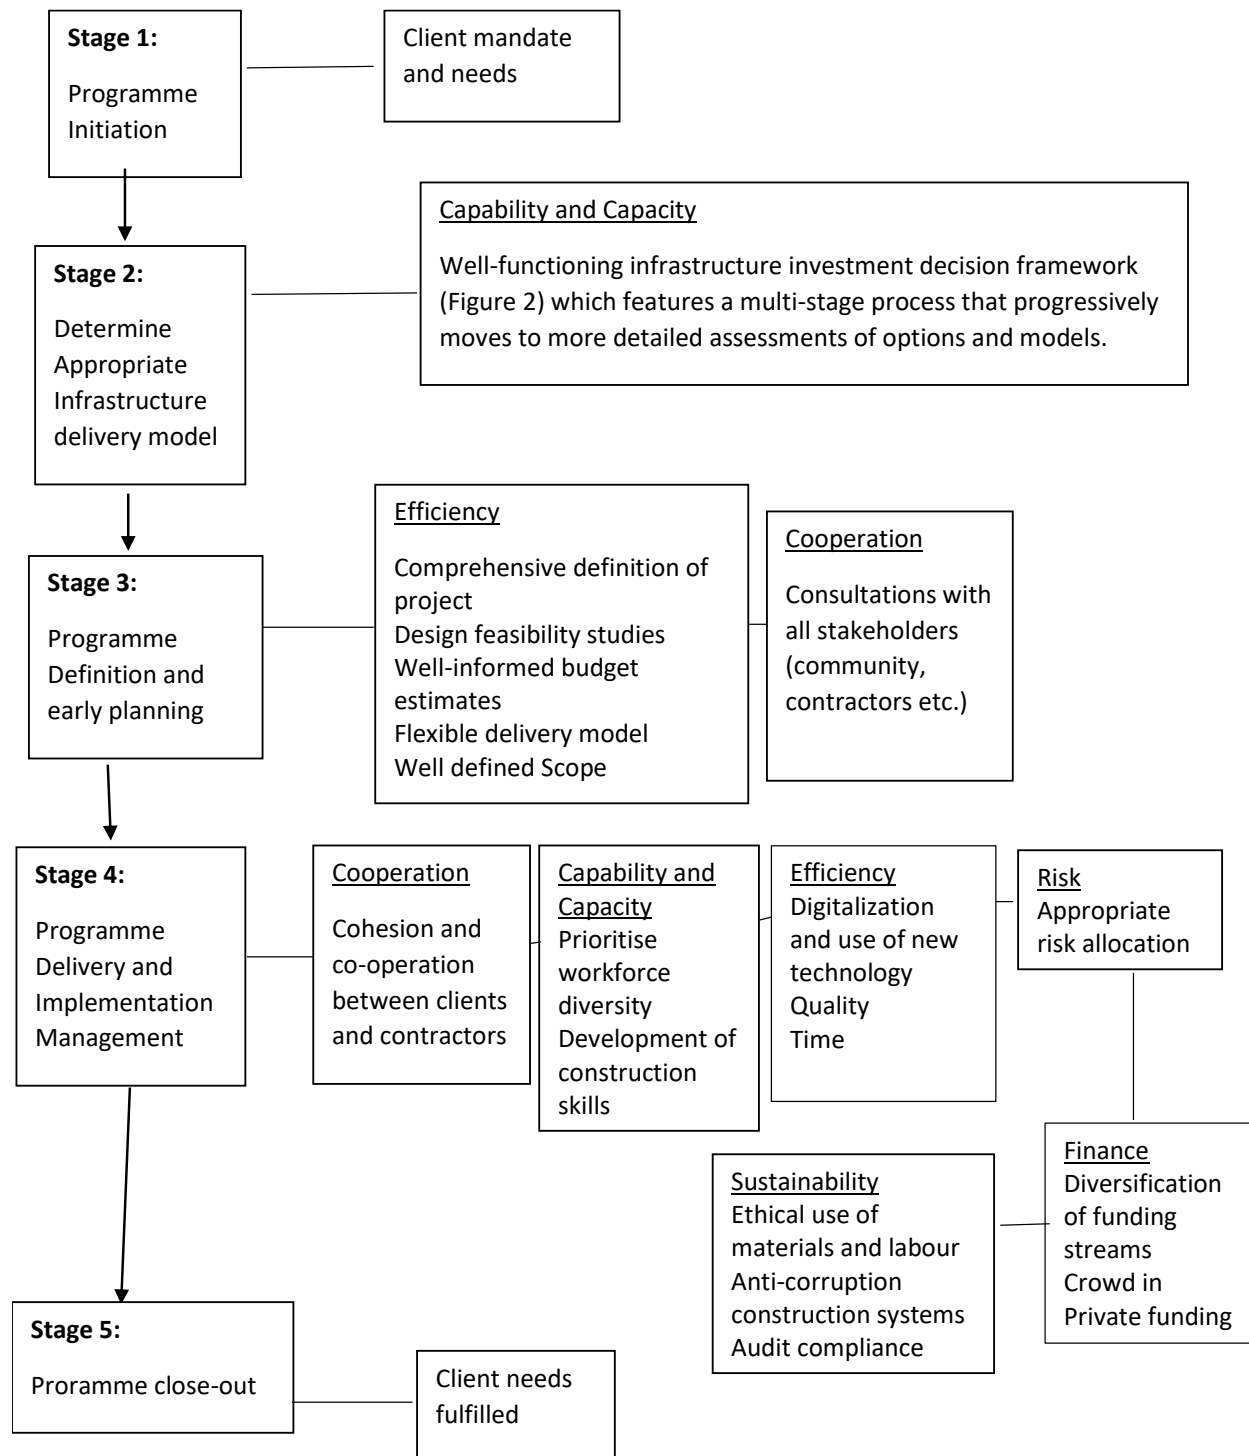 Stage 1:
Programme
Initiation
Client mandate
and needs
Stage 2:
Determine
Appropriate
Infrastructure
delivery model
Capability and Capacity
Well-functioning infrastructure investment decision framework
(Figure 2) which features a multi-stage process that progressively
moves to more detailed assessments of options and models.
Stage 3:
Programme
Definition and
early planning
Efficiency
Comprehensive definition of
project
Design feasibility studies
Well-informed budget
estimates
Flexible delivery model
Well defined Scope
Cooperation
Consultations with
all stakeholders
(community,
contractors etc.)
Stage 4:
Programme
Delivery and
Implementation
Management
Cooperation
Cohesion and
co-operation
between clients
and contractors
Capability and
Capacity
Prioritise
workforce
diversity
Development of
construction
skills
Efficiency
Digitalization
and use of new
technology
Quality
Time
Risk
Appropriate
risk allocation
Finance
Diversification
of funding
streams
Crowd in
Private funding
Sustainability
Ethical use of
materials and labour
Anti-corruption
construction systems
Audit compliance
Stage 5:
Proramme close-out
Client needs
fulfilled